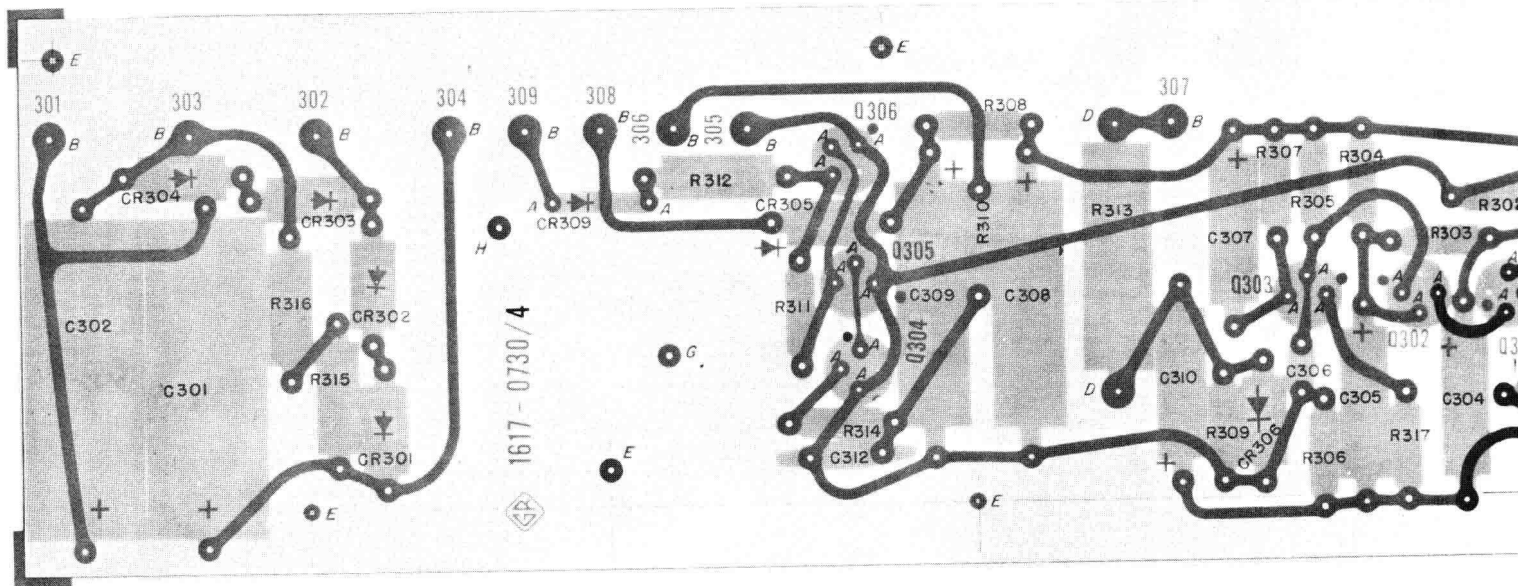 E
E
301
303
302
304
309
308
306
305
Q306
R308
D
307
B
B
B
B
B
B
B
B
B
B
A
A
A
R307
R304
CR304
CR303
A
CR309
A
R312
CR305
R310
R313
R305
R302
H
C307
R303
Q305
A
A
A
A
A
A
A
A
A
R316
R311
C309
C308
Q303
C302
CR302
1617-0730/4
Q304
Q302
Q3
G
A
A
C301
R315
D
C310
C306
C305
C304
R314
R309
CR306
R317
CR301
E
C312
R306
GR
E
E